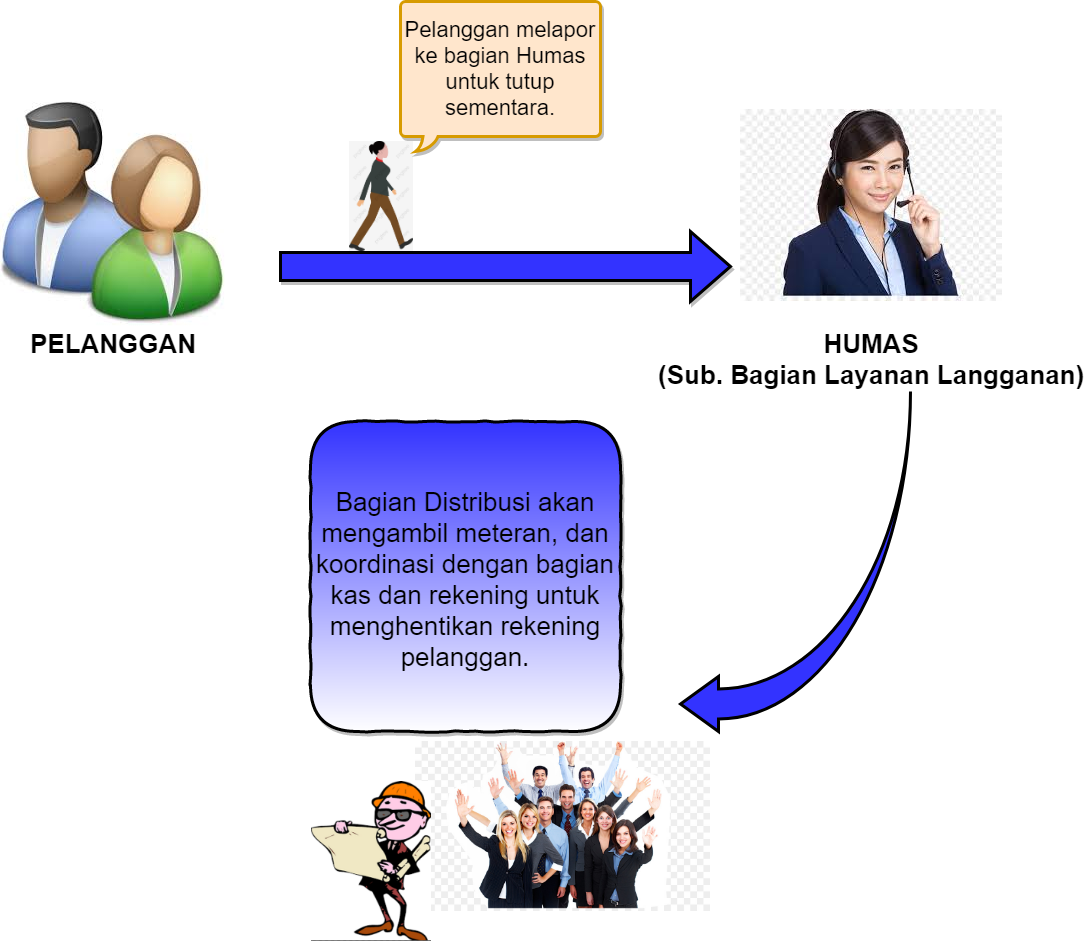 Pelanggan melapor
ke bagian Humas
untuk tutup
sementara.
PELANGGAN
HUMAS
(Sub. Bagian Layanan Langganan)
Bagian Distribusi akan
mengambil meteran, dan
koordinasi dengan bagian
kas dan rekening untuk
menghentikan rekening
pelanggan.